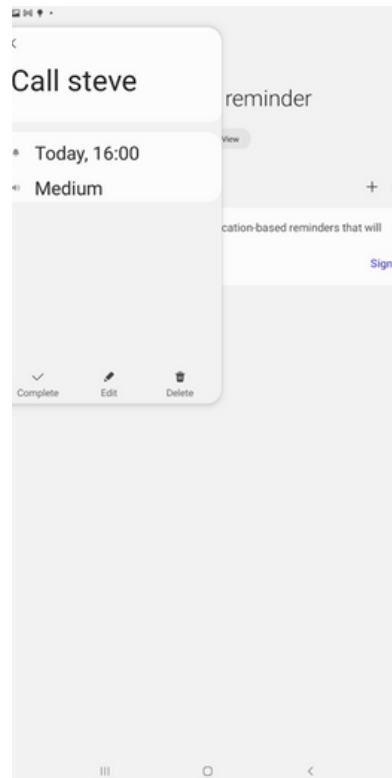 Call steve
reminder
View
Today, 16:00
Medium
cation-based reminders that will
Sign
Complete
Edit
Delete